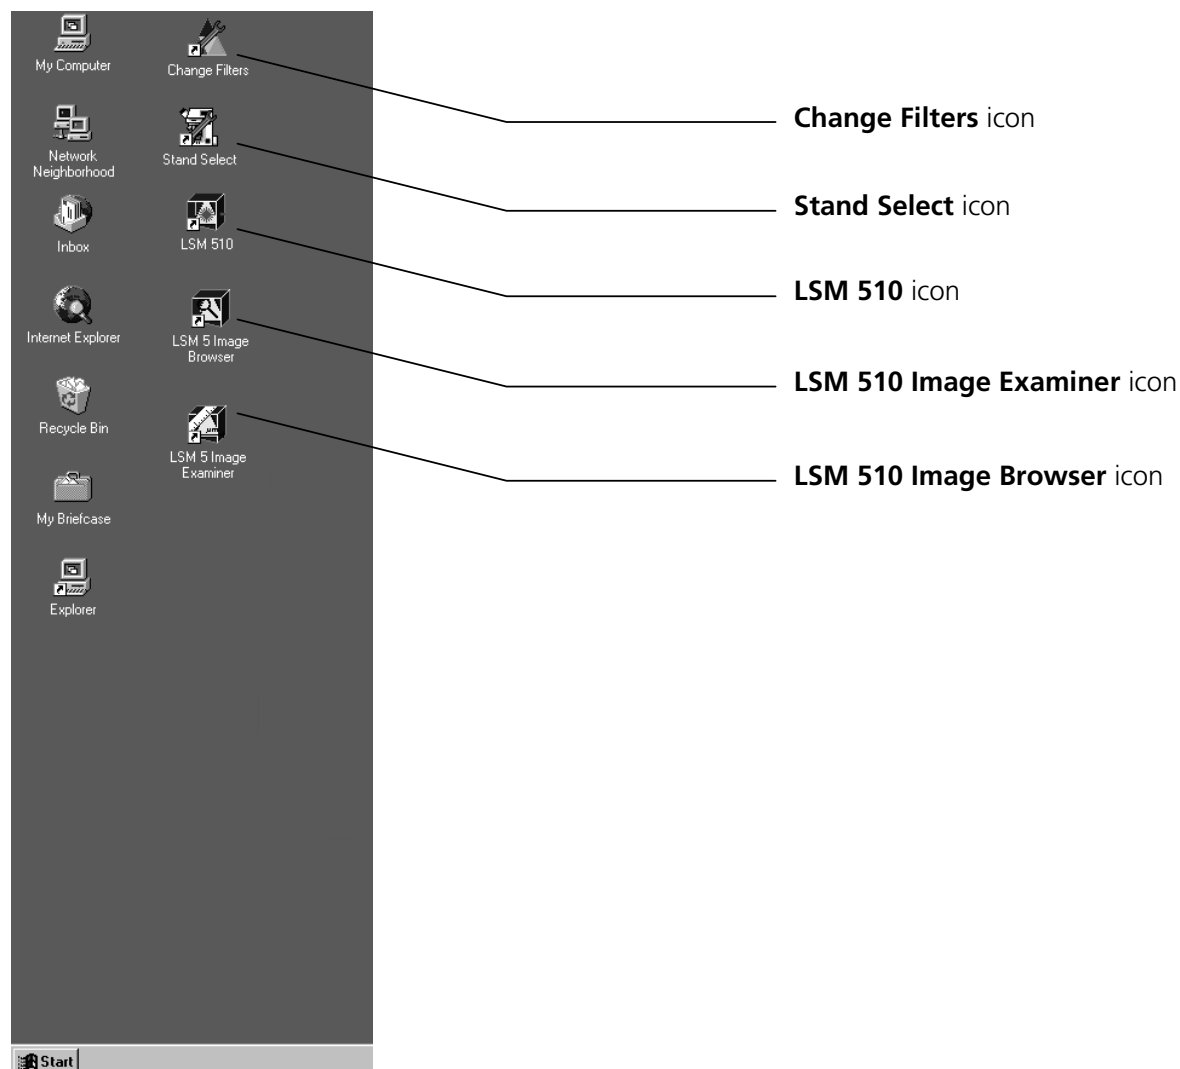 My Computer
Network
Neighborhood
Inbox
Internet Explorer
Recycle Bin
My Briefcase
Explorer
Change Filters
Stand Select
LSM 510
LSM 5 Image
Browser
µm
LSM 5 Image
Examiner
Start
Change Filters icon
Stand Select icon
LSM 510 icon
LSM 510 Image Examiner icon
LSM 510 Image Browser icon